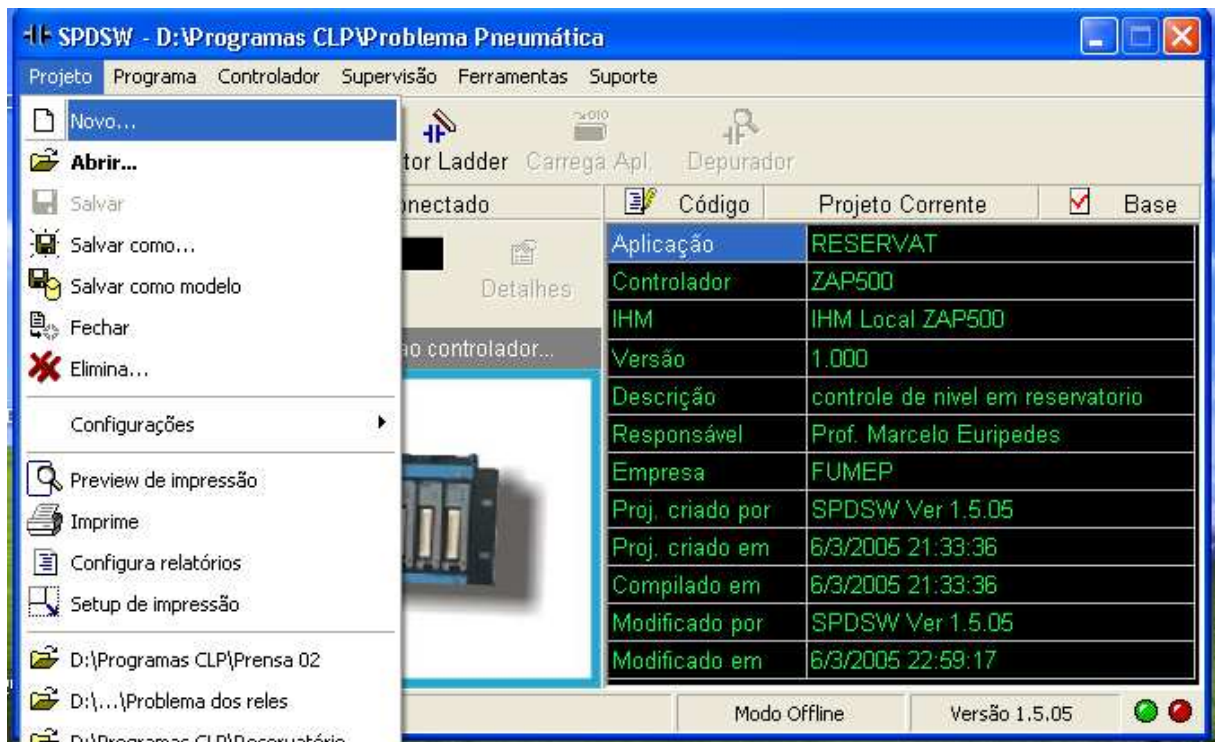 SPDSW - D:\Programas CLP\Problema Pneumática
Projeto Programa Controlador Supervisão Ferramentas Suporte
Novo...
Abrir...
Salvar
Salvar como...
Salvar como modelo
Fechar
Elimina...
Configurações
Preview de impressão
Imprime
Configura relatórios
Setup de impressão
D:\Programas CLP\Prensa 02
D:\...\Problema dos reles
D:\Programas CLP\Reservatório
tor Ladder Carrega Apl. Depurador
nectado
Detalhes
ao controlador...
Código Projeto Corrente Base
Aplicação RESERVAT
Controlador ZAP500
IHM IHM Local ZAP500
Versão 1.000
Descrição controle de nivel em reservatorio
Responsável Prof. Marcelo Euripedes
Empresa FUMEP
Proj. criado por SPDSW Ver 1.5.05
Proj. criado em 6/3/2005 21:33:36
Compilado em 6/3/2005 21:33:36
Modificado por SPDSW Ver 1.5.05
Modificado em 6/3/2005 22:59:17
Modo Offline Versão 1.5.05